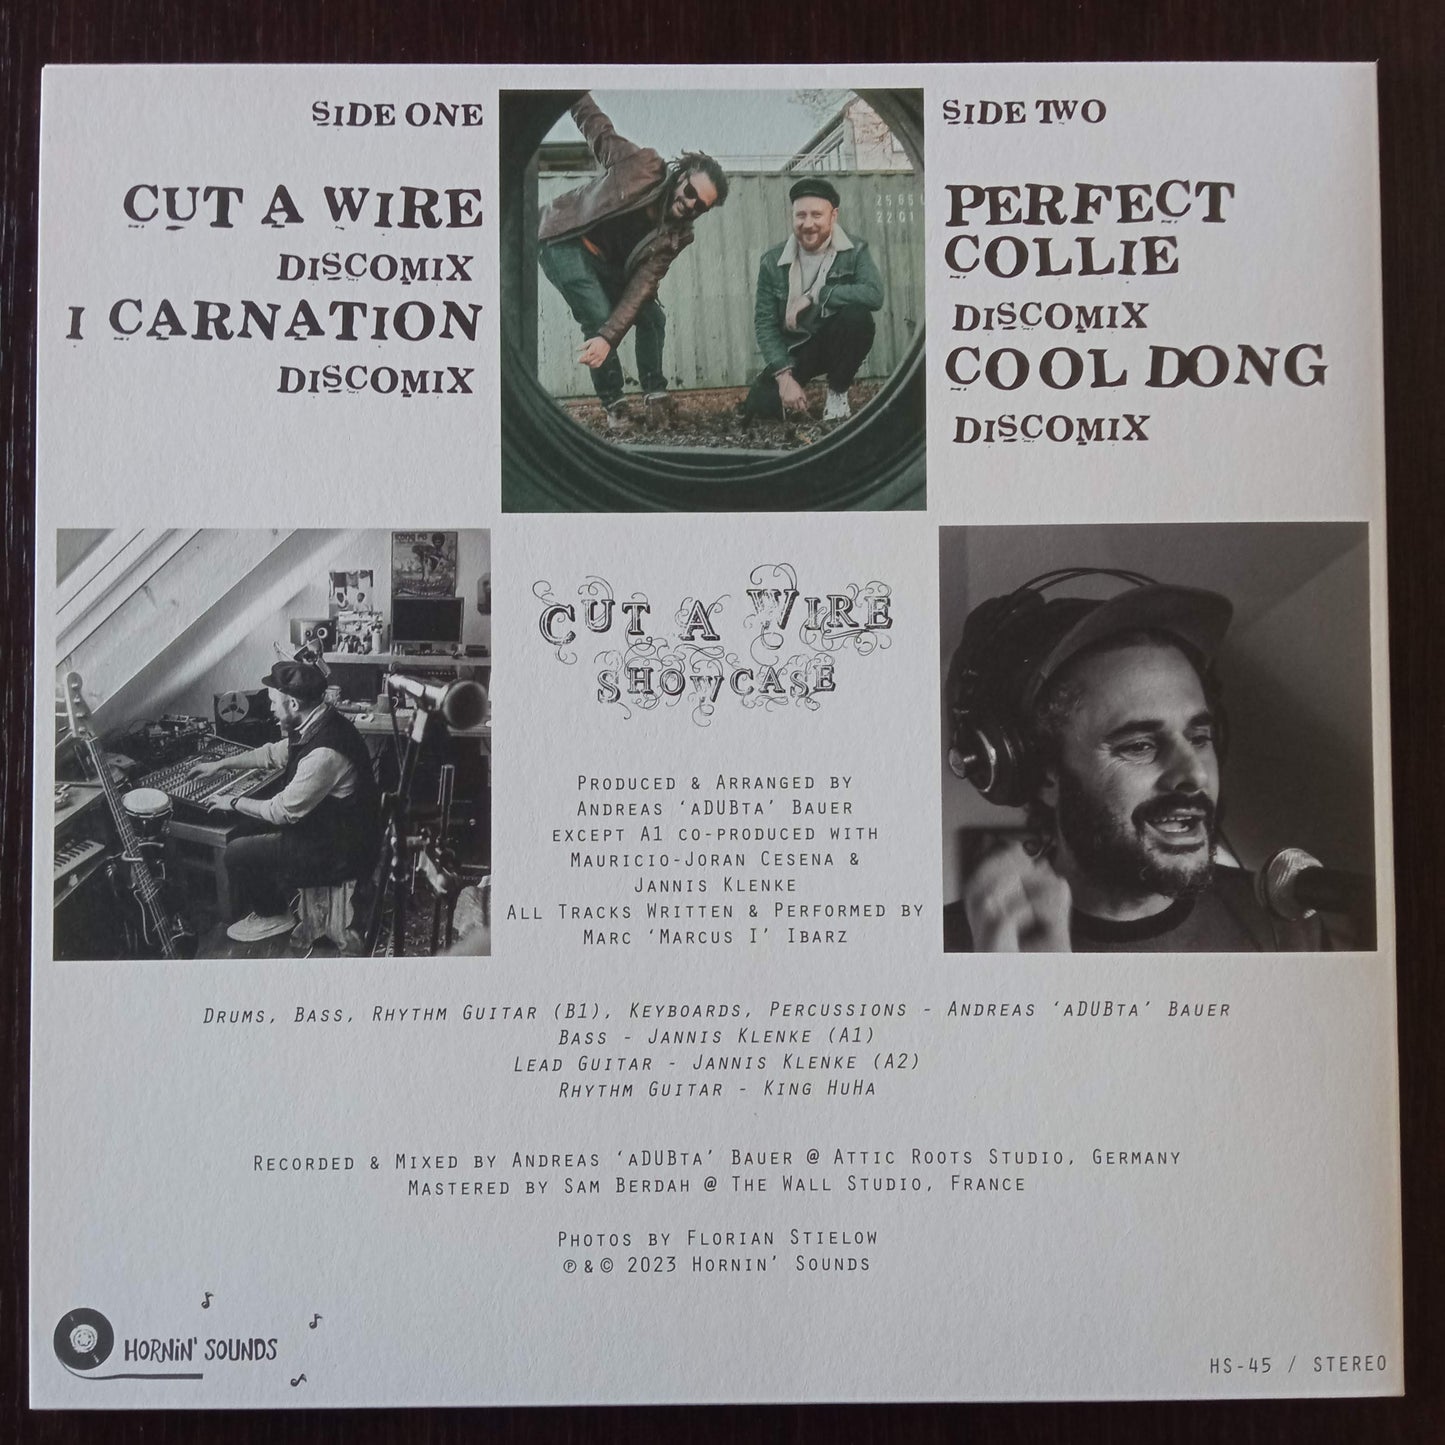 SIDE ONE
CUT A WIRE
DISCOMIX
I CARNATION
DISCOMIX
SIDE TWO
PERFECT
COLLIE
DISCOMIX
COOL DONG
DISCOMIX
CUT A WIRE
SHOWCASE
PRODUCED & ARRANGED BY
ANDREAS ‘aDUBta’ BAUER
EXCEPT A1 CO-PRODUCED WITH
MAURICIO-JORAN CESENA &
JANNIS KLENKE
ALL TRACKS WRITTEN & PERFORMED BY
MARC ‘MARCUS I’ IBARZ
DRUMS, BASS, RHYTHM GUITAR (B1), KEYBOARDS, PERCUSSIONS - ANDREAS ‘aDUBta’ BAUER
BASS - JANNIS KLENKE (A1)
LEAD GUITAR - JANNIS KLENKE (A2)
RHYTHM GUITAR - KING HUHA
RECORDED & MIXED BY ANDREAS ‘aDUBta’ BAUER @ ATTIC ROOTS STUDIO, GERMANY
MASTERED BY SAM BERDAH @ THE WALL STUDIO, FRANCE
PHOTOS BY FLORIAN STIELOW
℗ & © 2023 HORNIN’ SOUNDS
HORNiN' SOUNDS
HS-45 / STEREO